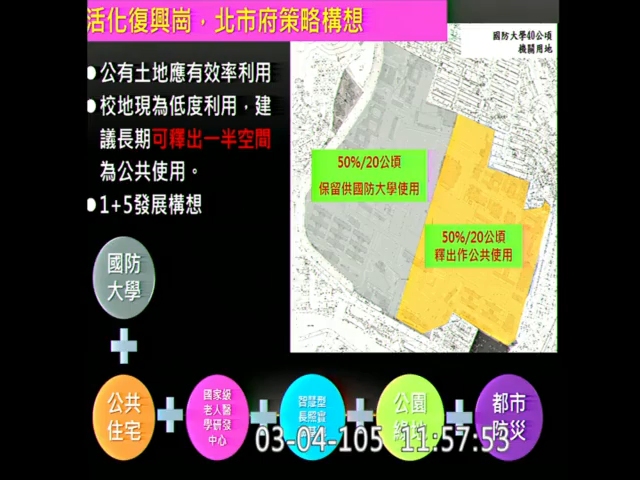 活化復興崗，北市府策略構想
國防大學40公頃
機關用地
●公有土地應有效率利用
●校地現為低度利用，建
議長期可釋出一半空間
為公共使用。
●1+5發展構想
50%/20公頃
保留供國防大學使用
50%/20公頃
釋出作公共使用
國防
大學
+
公共
住宅
+
國家級
老人醫
學研發
中心
+
智慧型
長照實
+
公園
綠地
+
都市
防災
03-04-105 11:57:53